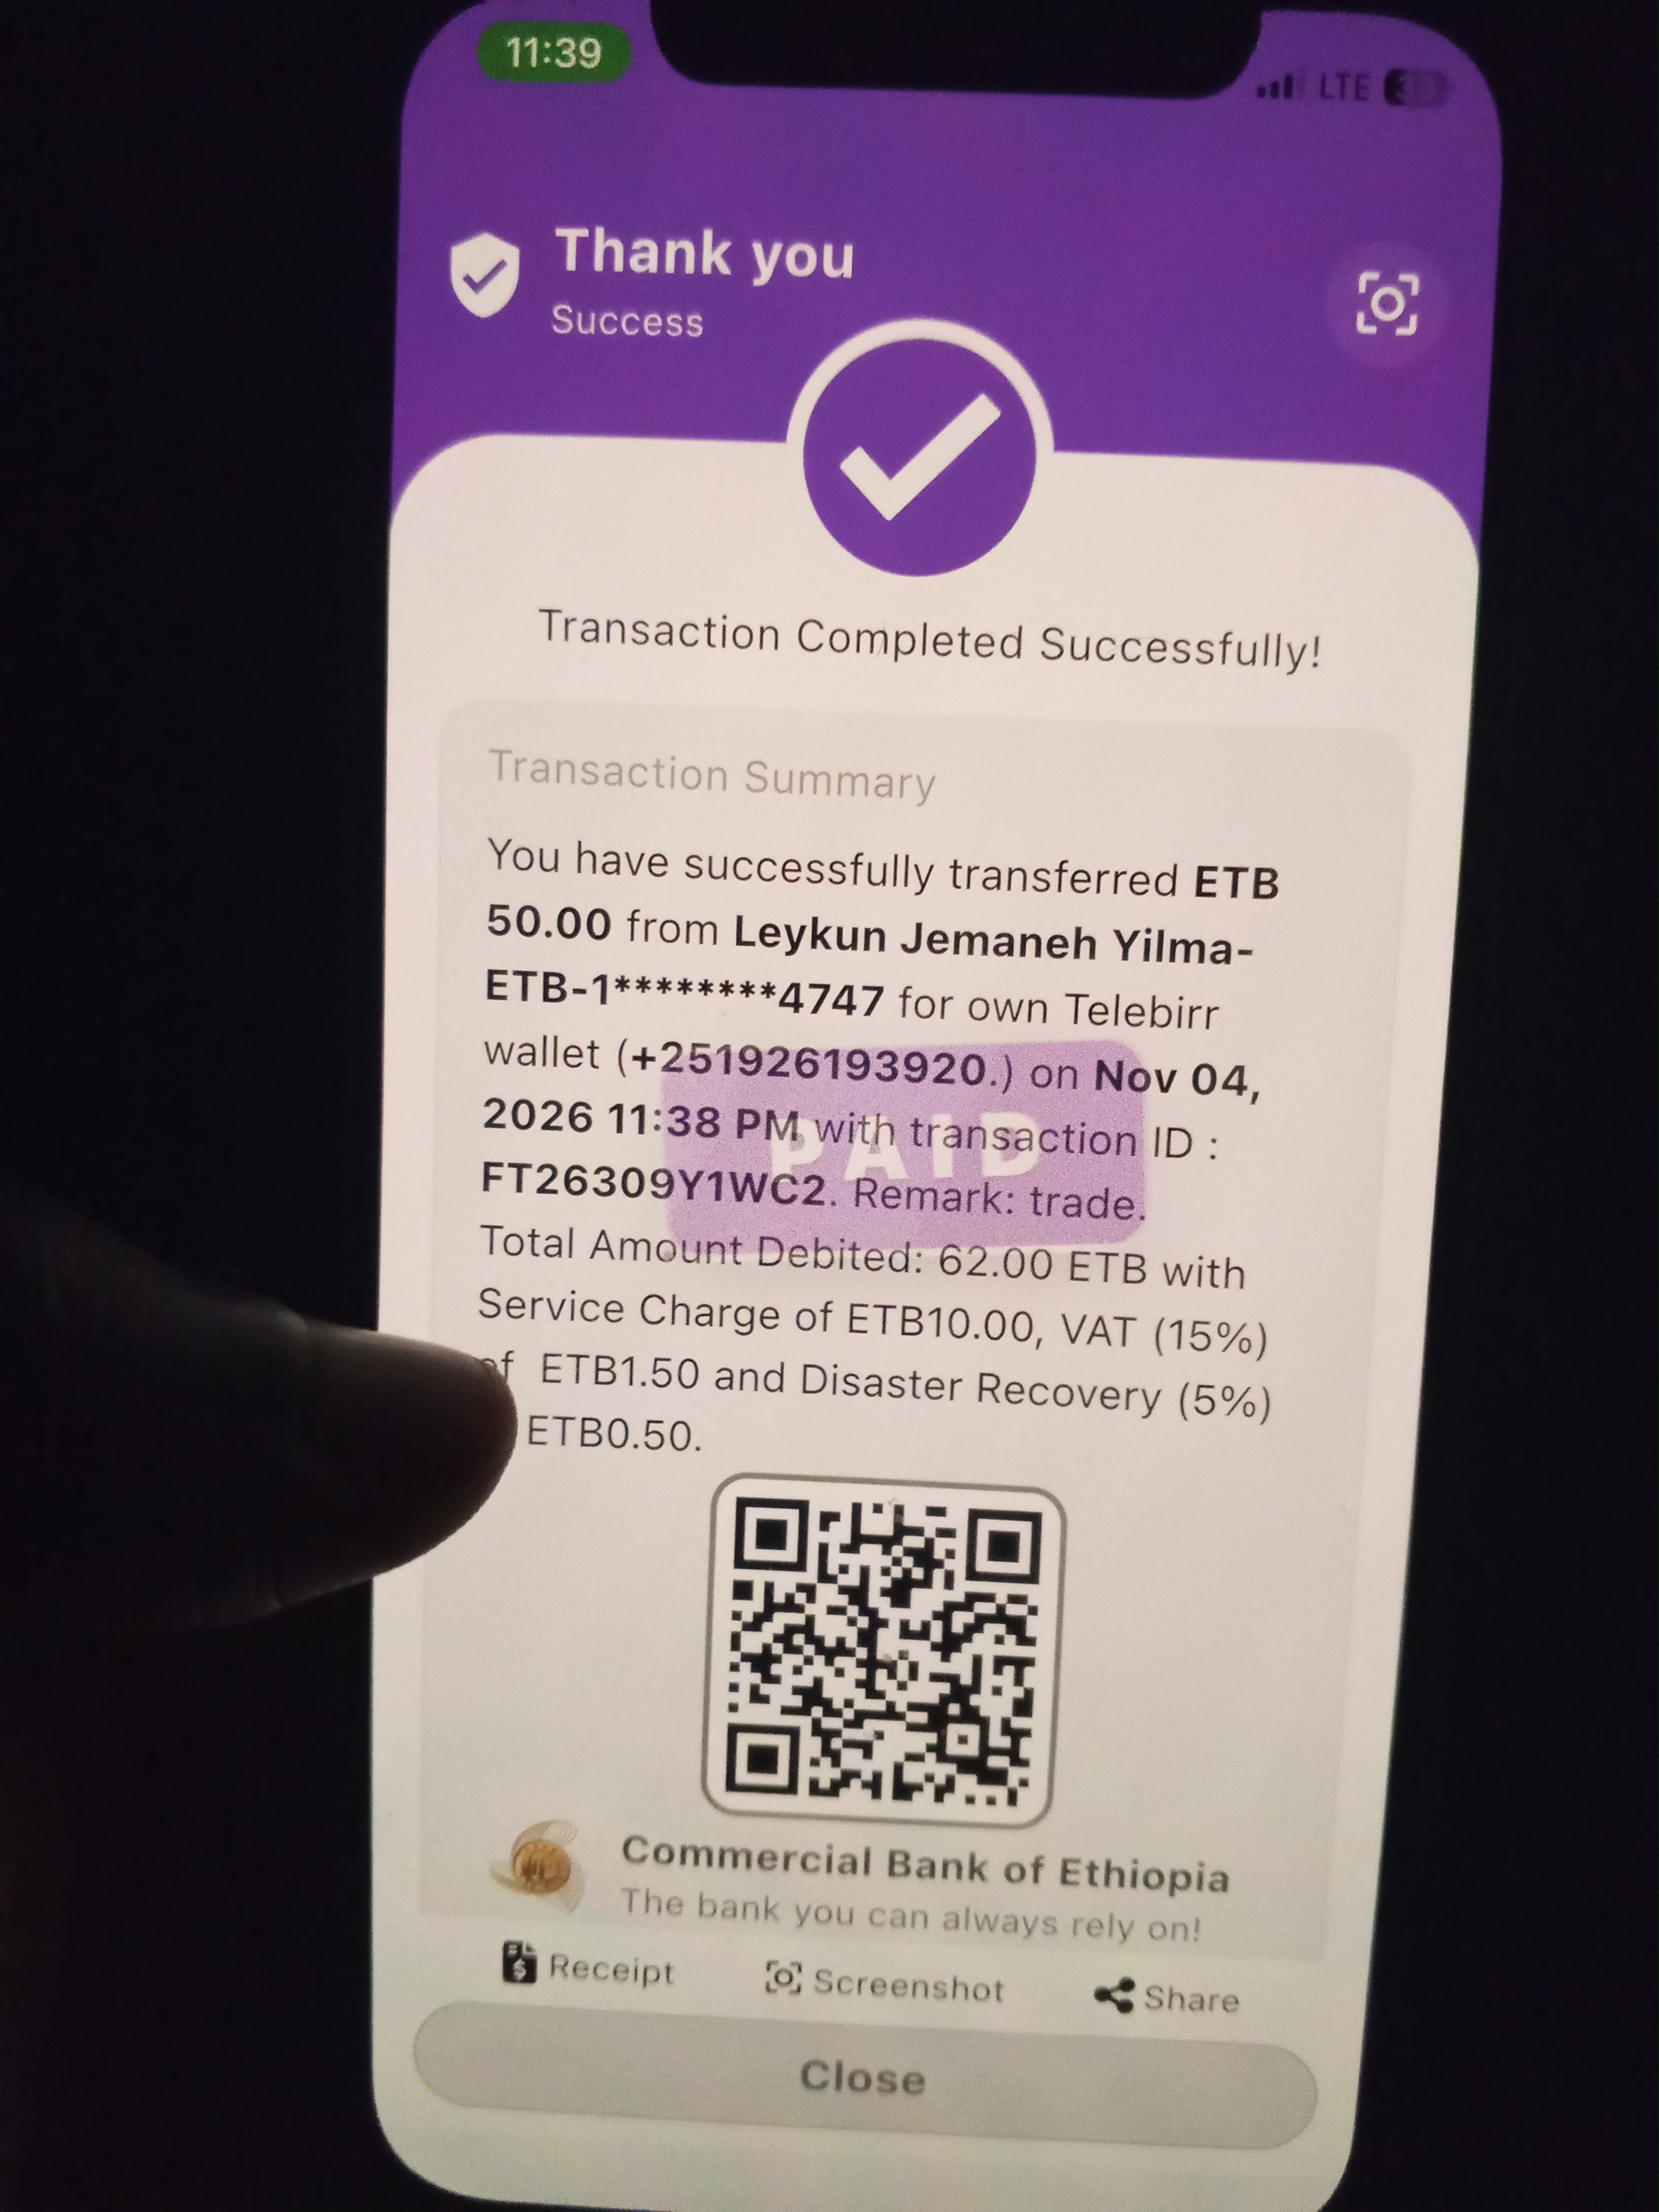 11:39
LTE
Thank you
Success
Transaction Completed Successfully!
Transaction Summary
You have successfully transferred ETB
50.00 from Leykun Jemaneh Yilma-
ETB-1********4747 for own Telebirr
wallet (+251926193920.) on Nov 04,
2026 11:38 PM with transaction ID :
PAID
FT26309Y1WC2. Remark: trade.
Total Amount Debited: 62.00 ETB with
Service Charge of ETB10.00, VAT (15%)
of ETB1.50 and Disaster Recovery (5%)
ETB0.50.
Commercial Bank of Ethiopia
The bank you can always rely on!
Receipt Screenshot Share
Close